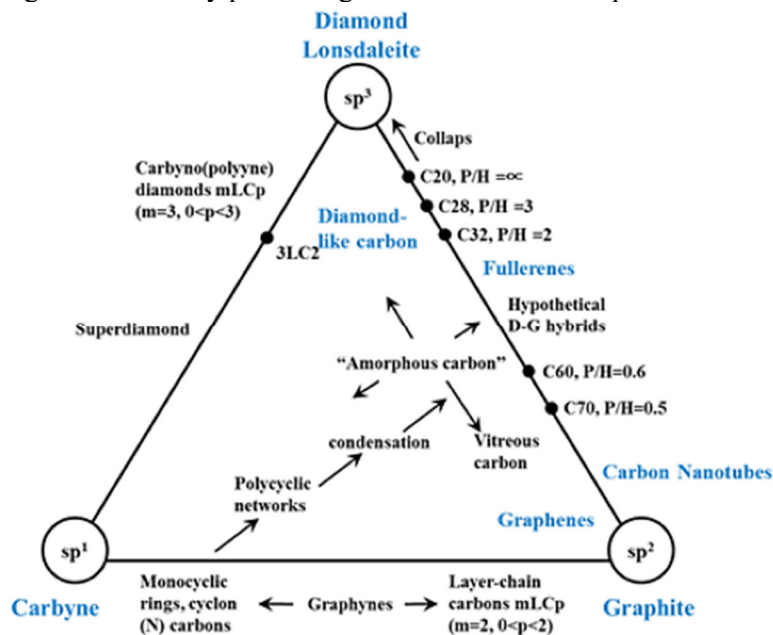 Diamond
Lonsdaleite
sp³
Collaps
Carbyno(polyyne)
diamonds mLCp
(m=3, 0<p<3)
C20, P/H =∞
C28, P/H =3
C32, P/H =2
Diamond-
like carbon
3LC2
Fullerenes
Hypothetical
D-G hybrids
Superdiamond
"Amorphous carbon"
C60, P/H=0.6
C70, P/H=0.5
condensation
Vitreous
carbon
Polycyclic
networks
Carbon Nanotubes
Graphenes
sp¹
sp²
Carbyne
Monocyclic
rings, cyclon
(N) carbons
Graphynes
Layer-chain
carbons mLCp
(m=2, 0<p<2)
Graphite